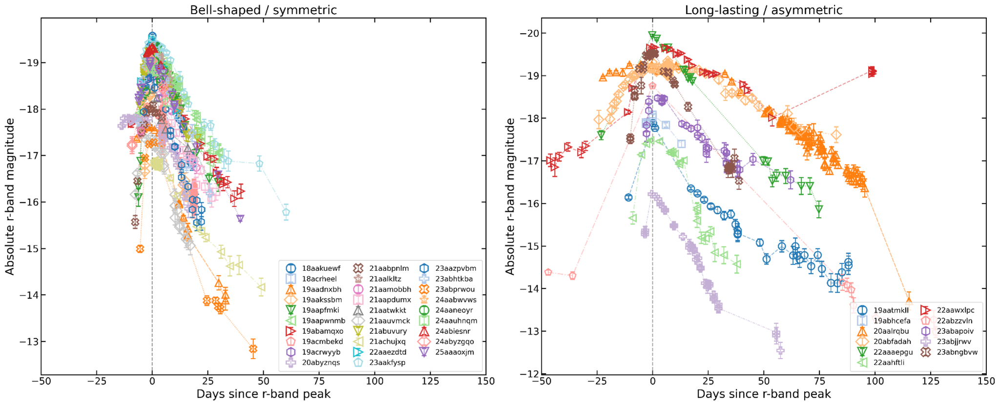 Bell-shaped / symmetric
Absolute r-band magnitude
−19
−18
−17
−16
−15
−14
−13
−50
−25
0
25
50
75
100
125
150
Days since r-band peak
18aakuewf
18acrheel
19aadnxbh
19aakssbm
19aapfmki
19aapwnmb
19abamqxo
19acmbekd
19acrwyyb
20abyznqs
21aabpnlm
21aalkltz
21aamobbh
21aapdumx
21aatwkkt
21aauvmck
21abuvury
21achujxq
22aaezdtd
23aakfysp
23aazpvbm
23abhtkba
23abprwou
24aabwvws
24aaneoyr
24aauhnqm
24abiesnr
24abyzgqo
25aaaoxjm
Long-lasting / asymmetric
Absolute r-band magnitude
−20
−19
−18
−17
−16
−15
−14
−13
−12
−50
−25
0
25
50
75
100
125
150
Days since r-band peak
19aatmkll
19abhcefa
20aalrqbu
20abfadah
22aaaepgu
22aahftli
22aawxlpc
22abzzvln
23abapoiv
23abjjrwv
23abngbvw